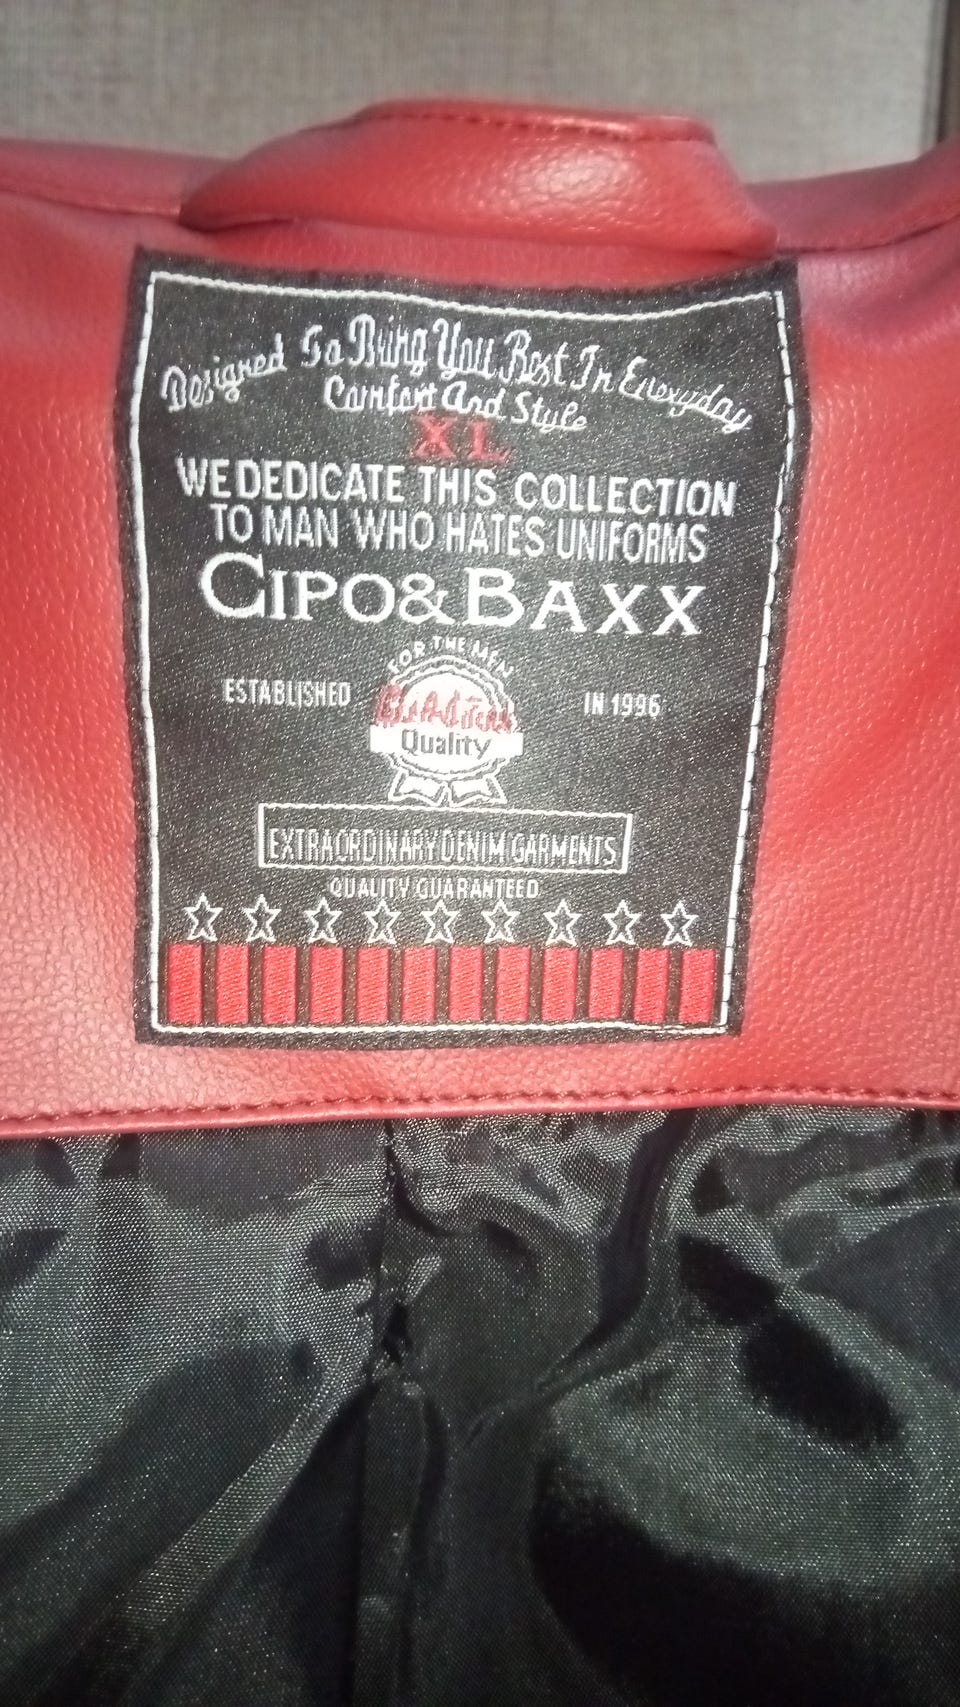 Designed To Bring You Best In Everyday
Comfort And Style
XL
WE DEDICATE THIS COLLECTION
TO MAN WHO HATES UNIFORMS
CIPO & BAXX
FOR THE MEN
ESTABLISHED
IN 1996
Quality
EXTRAORDINARY DENIM GARMENTS
QUALITY GUARANTEED